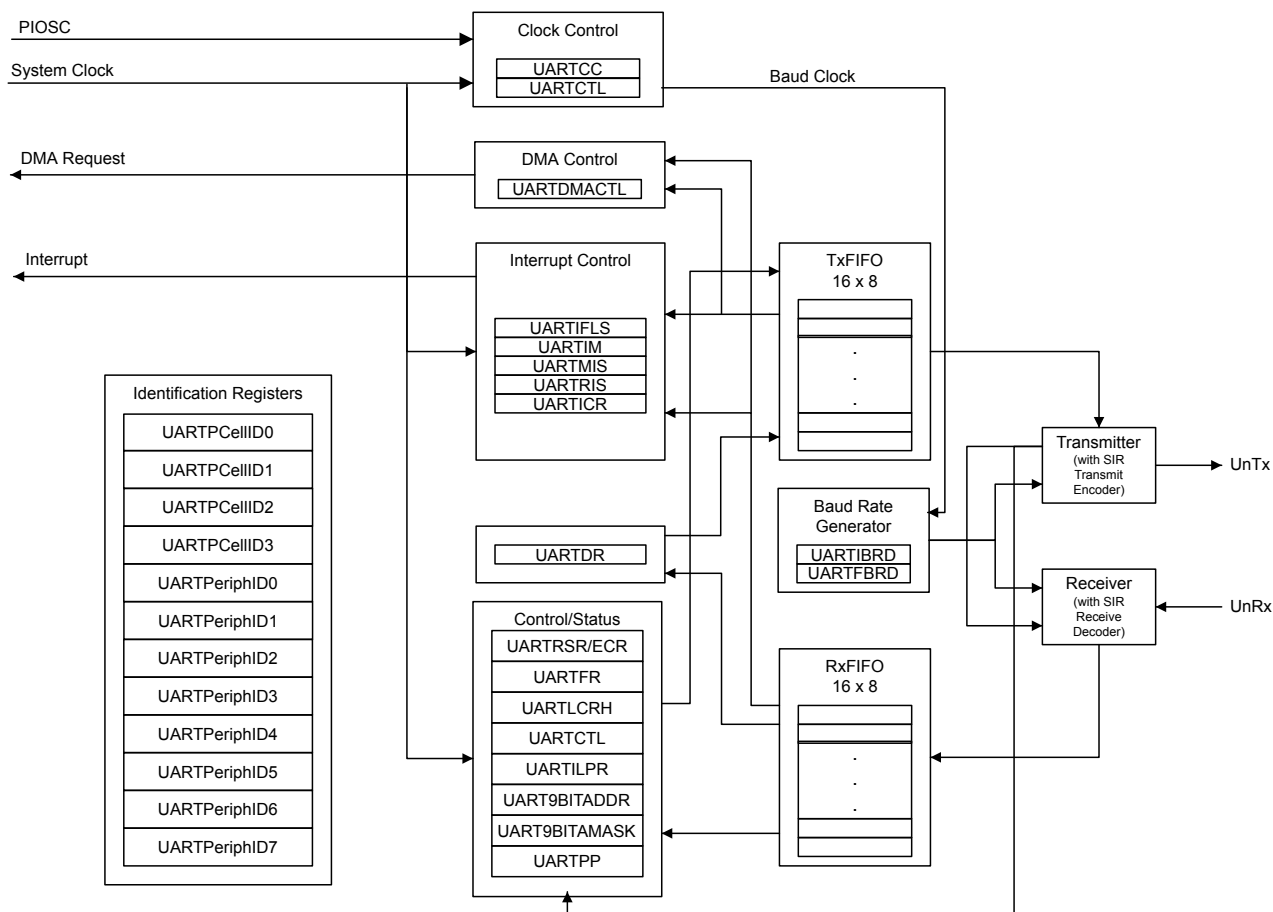 PIOSC
System Clock
Clock Control
UARTCC
UARTCTL
Baud Clock
DMA Request
DMA Control
UARTDMACTL
Interrupt
Interrupt Control
UARTIFLS
UARTIM
UARTMIS
UARTRIS
UARTICR
TxFIFO
16 x 8
.
.
.
Identification Registers
UARTPCellID0
UARTPCellID1
UARTPCellID2
UARTPCellID3
UARTPeriphID0
UARTPeriphID1
UARTPeriphID2
UARTPeriphID3
UARTPeriphID4
UARTPeriphID5
UARTPeriphID6
UARTPeriphID7
Transmitter
(with SIR
Transmit
Encoder)
UnTx
UARTDR
Baud Rate
Generator
UARTIBRD
UARTFBRD
Receiver
(with SIR
Receive
Decoder)
UnRx
Control/Status
UARTRSR/ECR
UARTFR
UARTLCRH
UARTCTL
UARTILPR
UART9BITADDR
UART9BITAMASK
UARTPP
RxFIFO
16 x 8
.
.
.